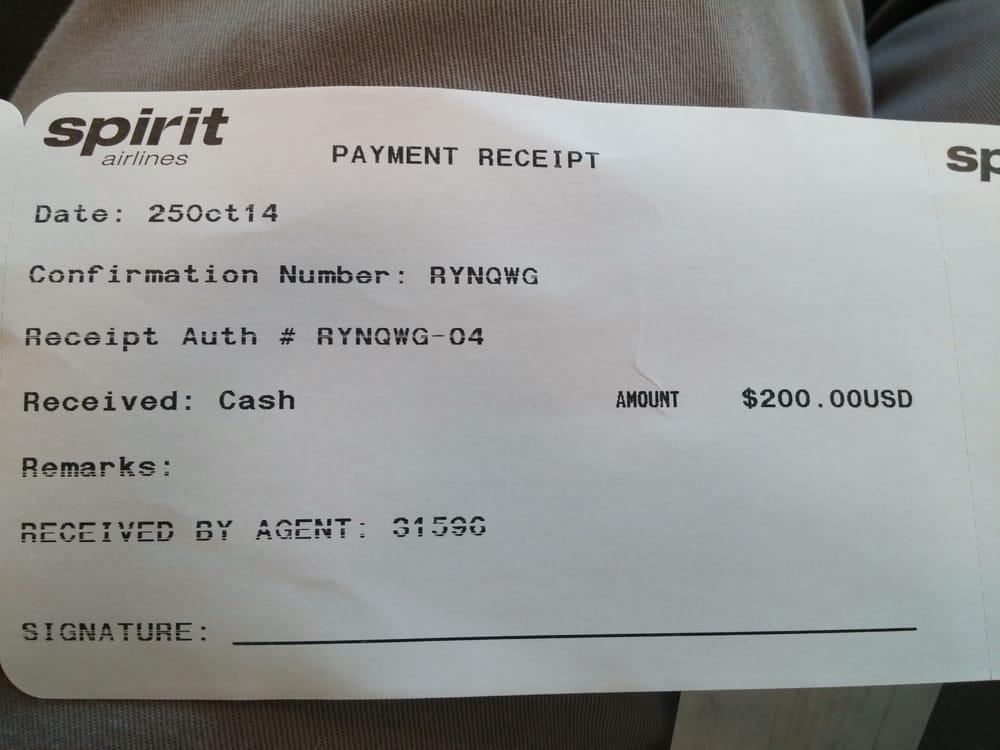 spirit
airlines
PAYMENT RECEIPT
Date: 25Oct14
Confirmation Number: RYNQWG
Receipt Auth # RYNQWG-04
Received: Cash AMOUNT $200.00USD
Remarks:
RECEIVED BY AGENT: 31596
SIGNATURE:
sp